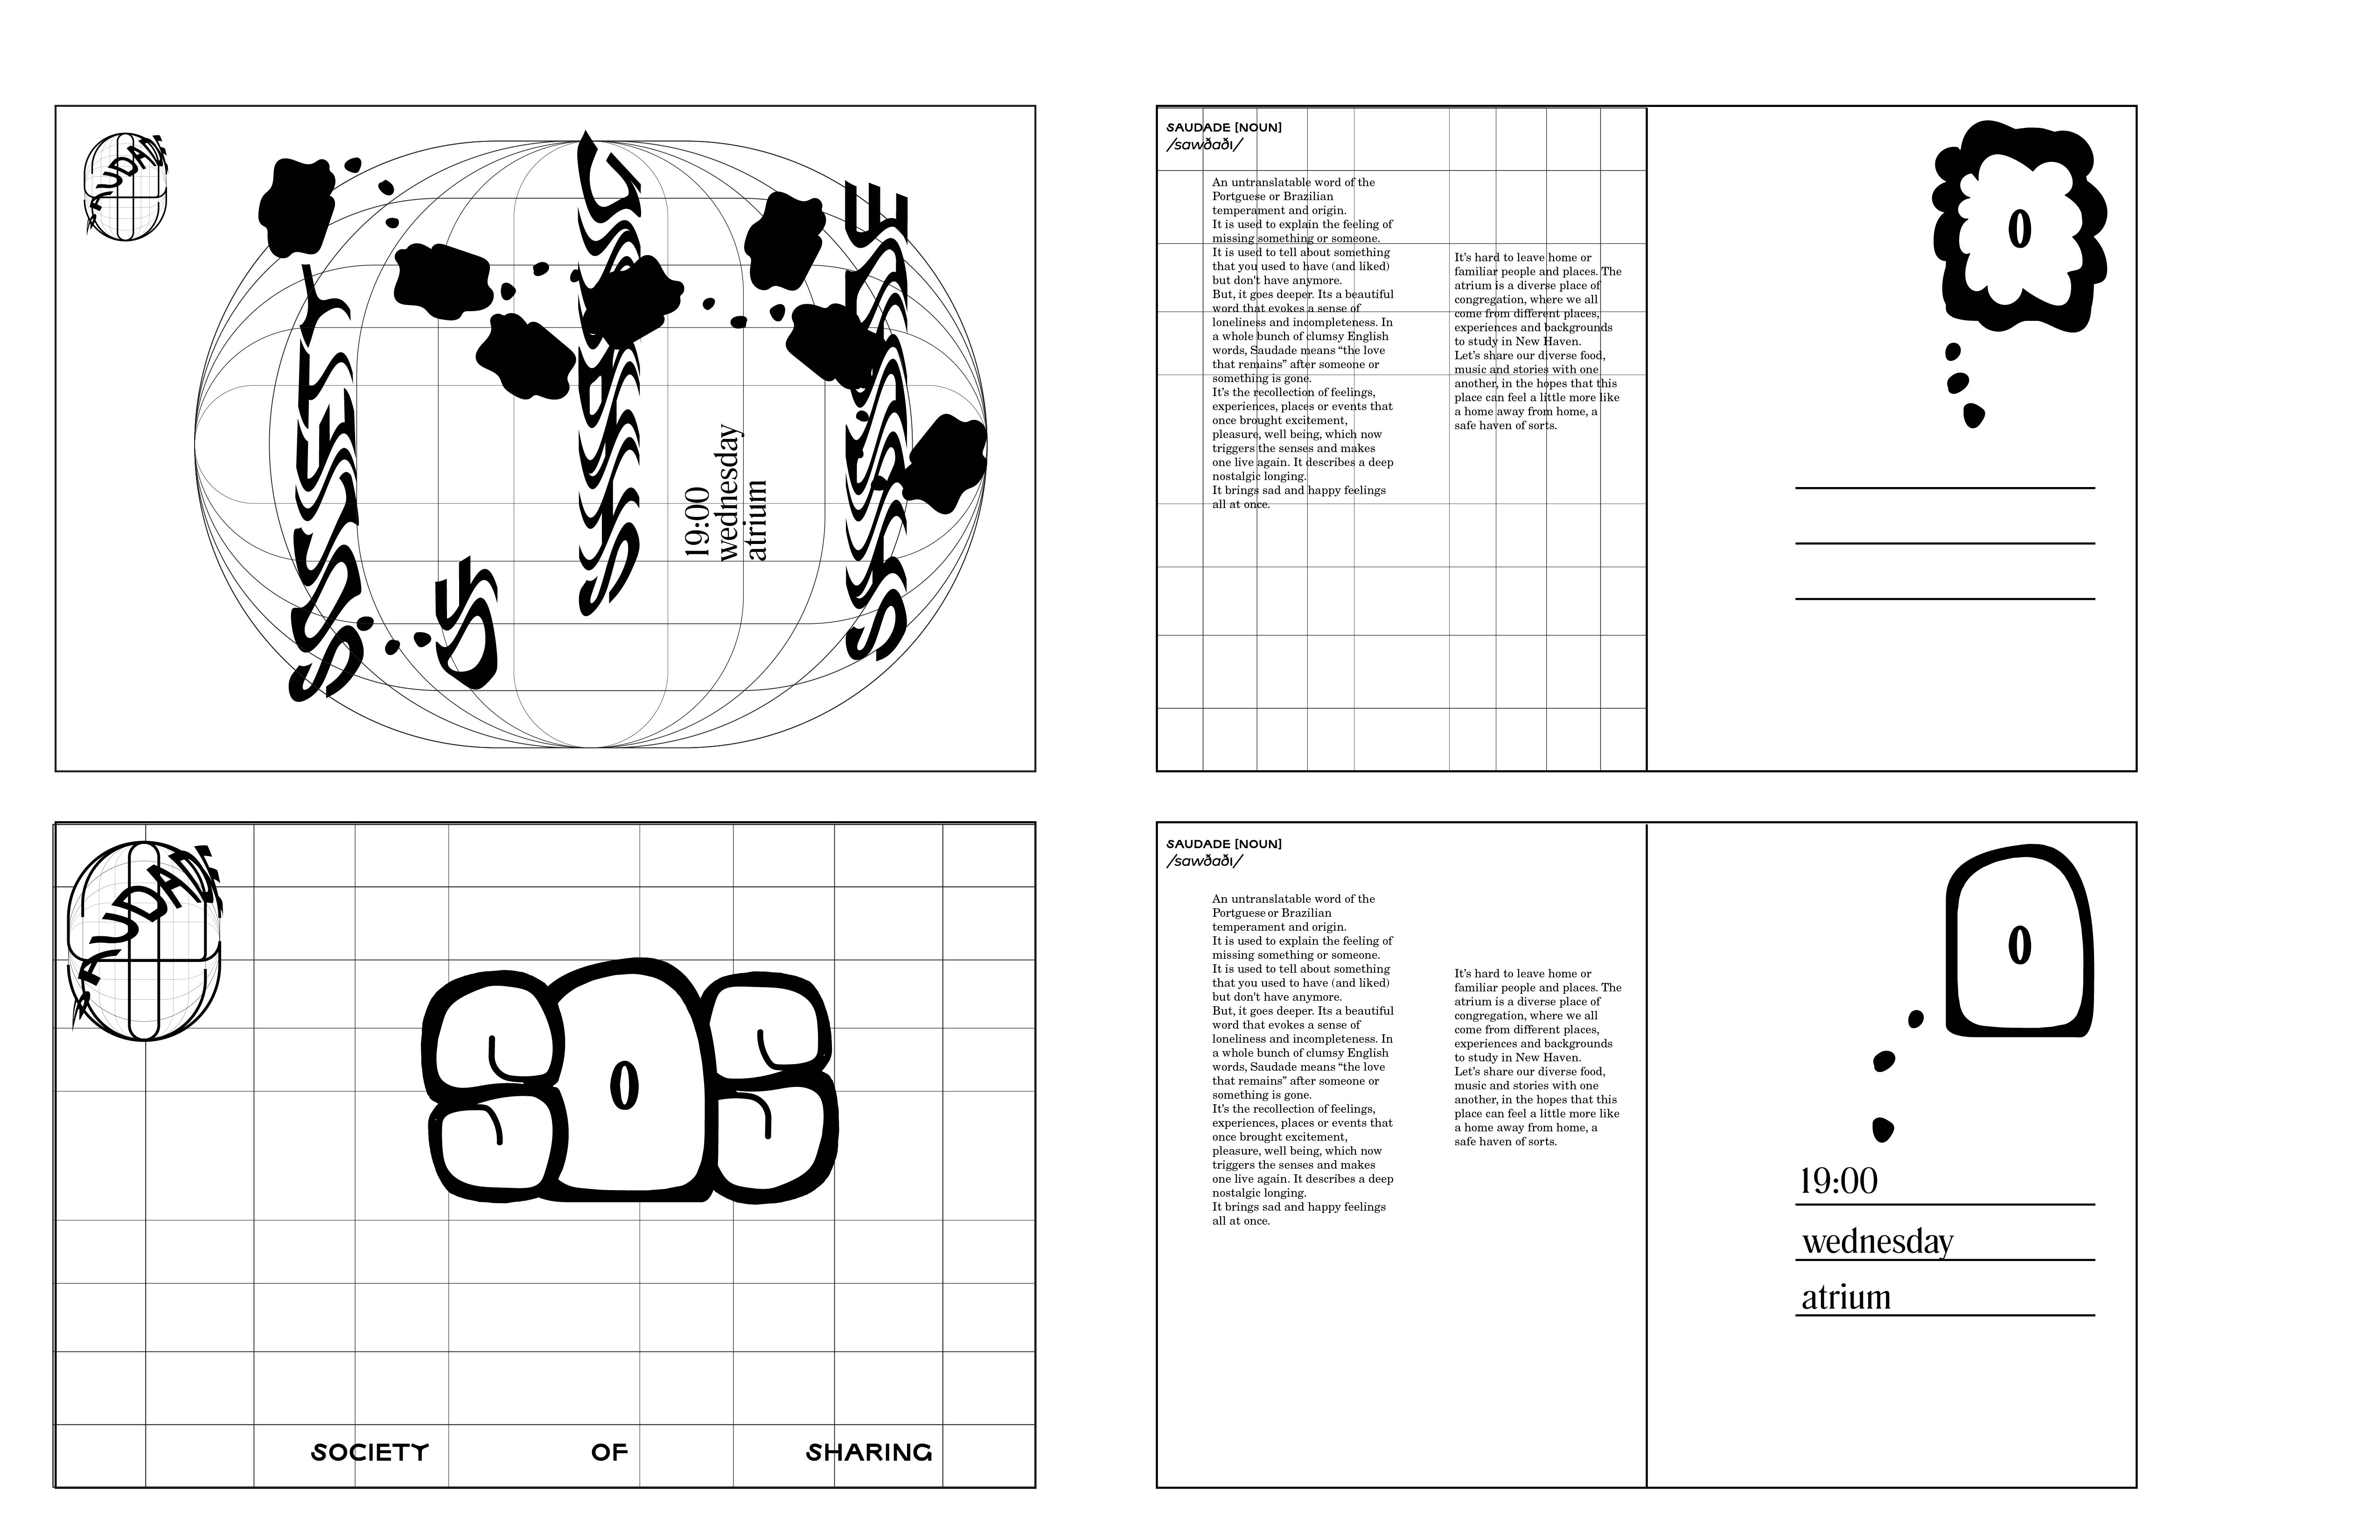 19:00
wednesday
atrium
SAUDADE [NOUN]
/sawðaðı/
An untranslatable word of the
Portguese or Brazilian
temperament and origin.
It is used to explain the feeling of
missing something or someone.
It is used to tell about something
that you used to have (and liked)
but don't have anymore.
But, it goes deeper. Its a beautiful
word that evokes a sense of
loneliness and incompleteness. In
a whole bunch of clumsy English
words, Saudade means “the love
that remains” after someone or
something is gone.
It’s the recollection of feelings,
experiences, places or events that
once brought excitement,
pleasure, well being, which now
triggers the senses and makes
one live again. It describes a deep
nostalgic longing.
It brings sad and happy feelings
all at once.
It’s hard to leave home or
familiar people and places. The
atrium is a diverse place of
congregation, where we all
come from different places,
experiences and backgrounds
to study in New Haven.
Let’s share our diverse food,
music and stories with one
another, in the hopes that this
place can feel a little more like
a home away from home, a
safe haven of sorts.
O
SOS
SOCIETY OF SHARING
SAUDADE [NOUN]
/sawðaðı/
An untranslatable word of the
Portguese or Brazilian
temperament and origin.
It is used to explain the feeling of
missing something or someone.
It is used to tell about something
that you used to have (and liked)
but don't have anymore.
But, it goes deeper. Its a beautiful
word that evokes a sense of
loneliness and incompleteness. In
a whole bunch of clumsy English
words, Saudade means “the love
that remains” after someone or
something is gone.
It’s the recollection of feelings,
experiences, places or events that
once brought excitement,
pleasure, well being, which now
triggers the senses and makes
one live again. It describes a deep
nostalgic longing.
It brings sad and happy feelings
all at once.
It’s hard to leave home or
familiar people and places. The
atrium is a diverse place of
congregation, where we all
come from different places,
experiences and backgrounds
to study in New Haven.
Let’s share our diverse food,
music and stories with one
another, in the hopes that this
place can feel a little more like
a home away from home, a
safe haven of sorts.
O
19:00
wednesday
atrium